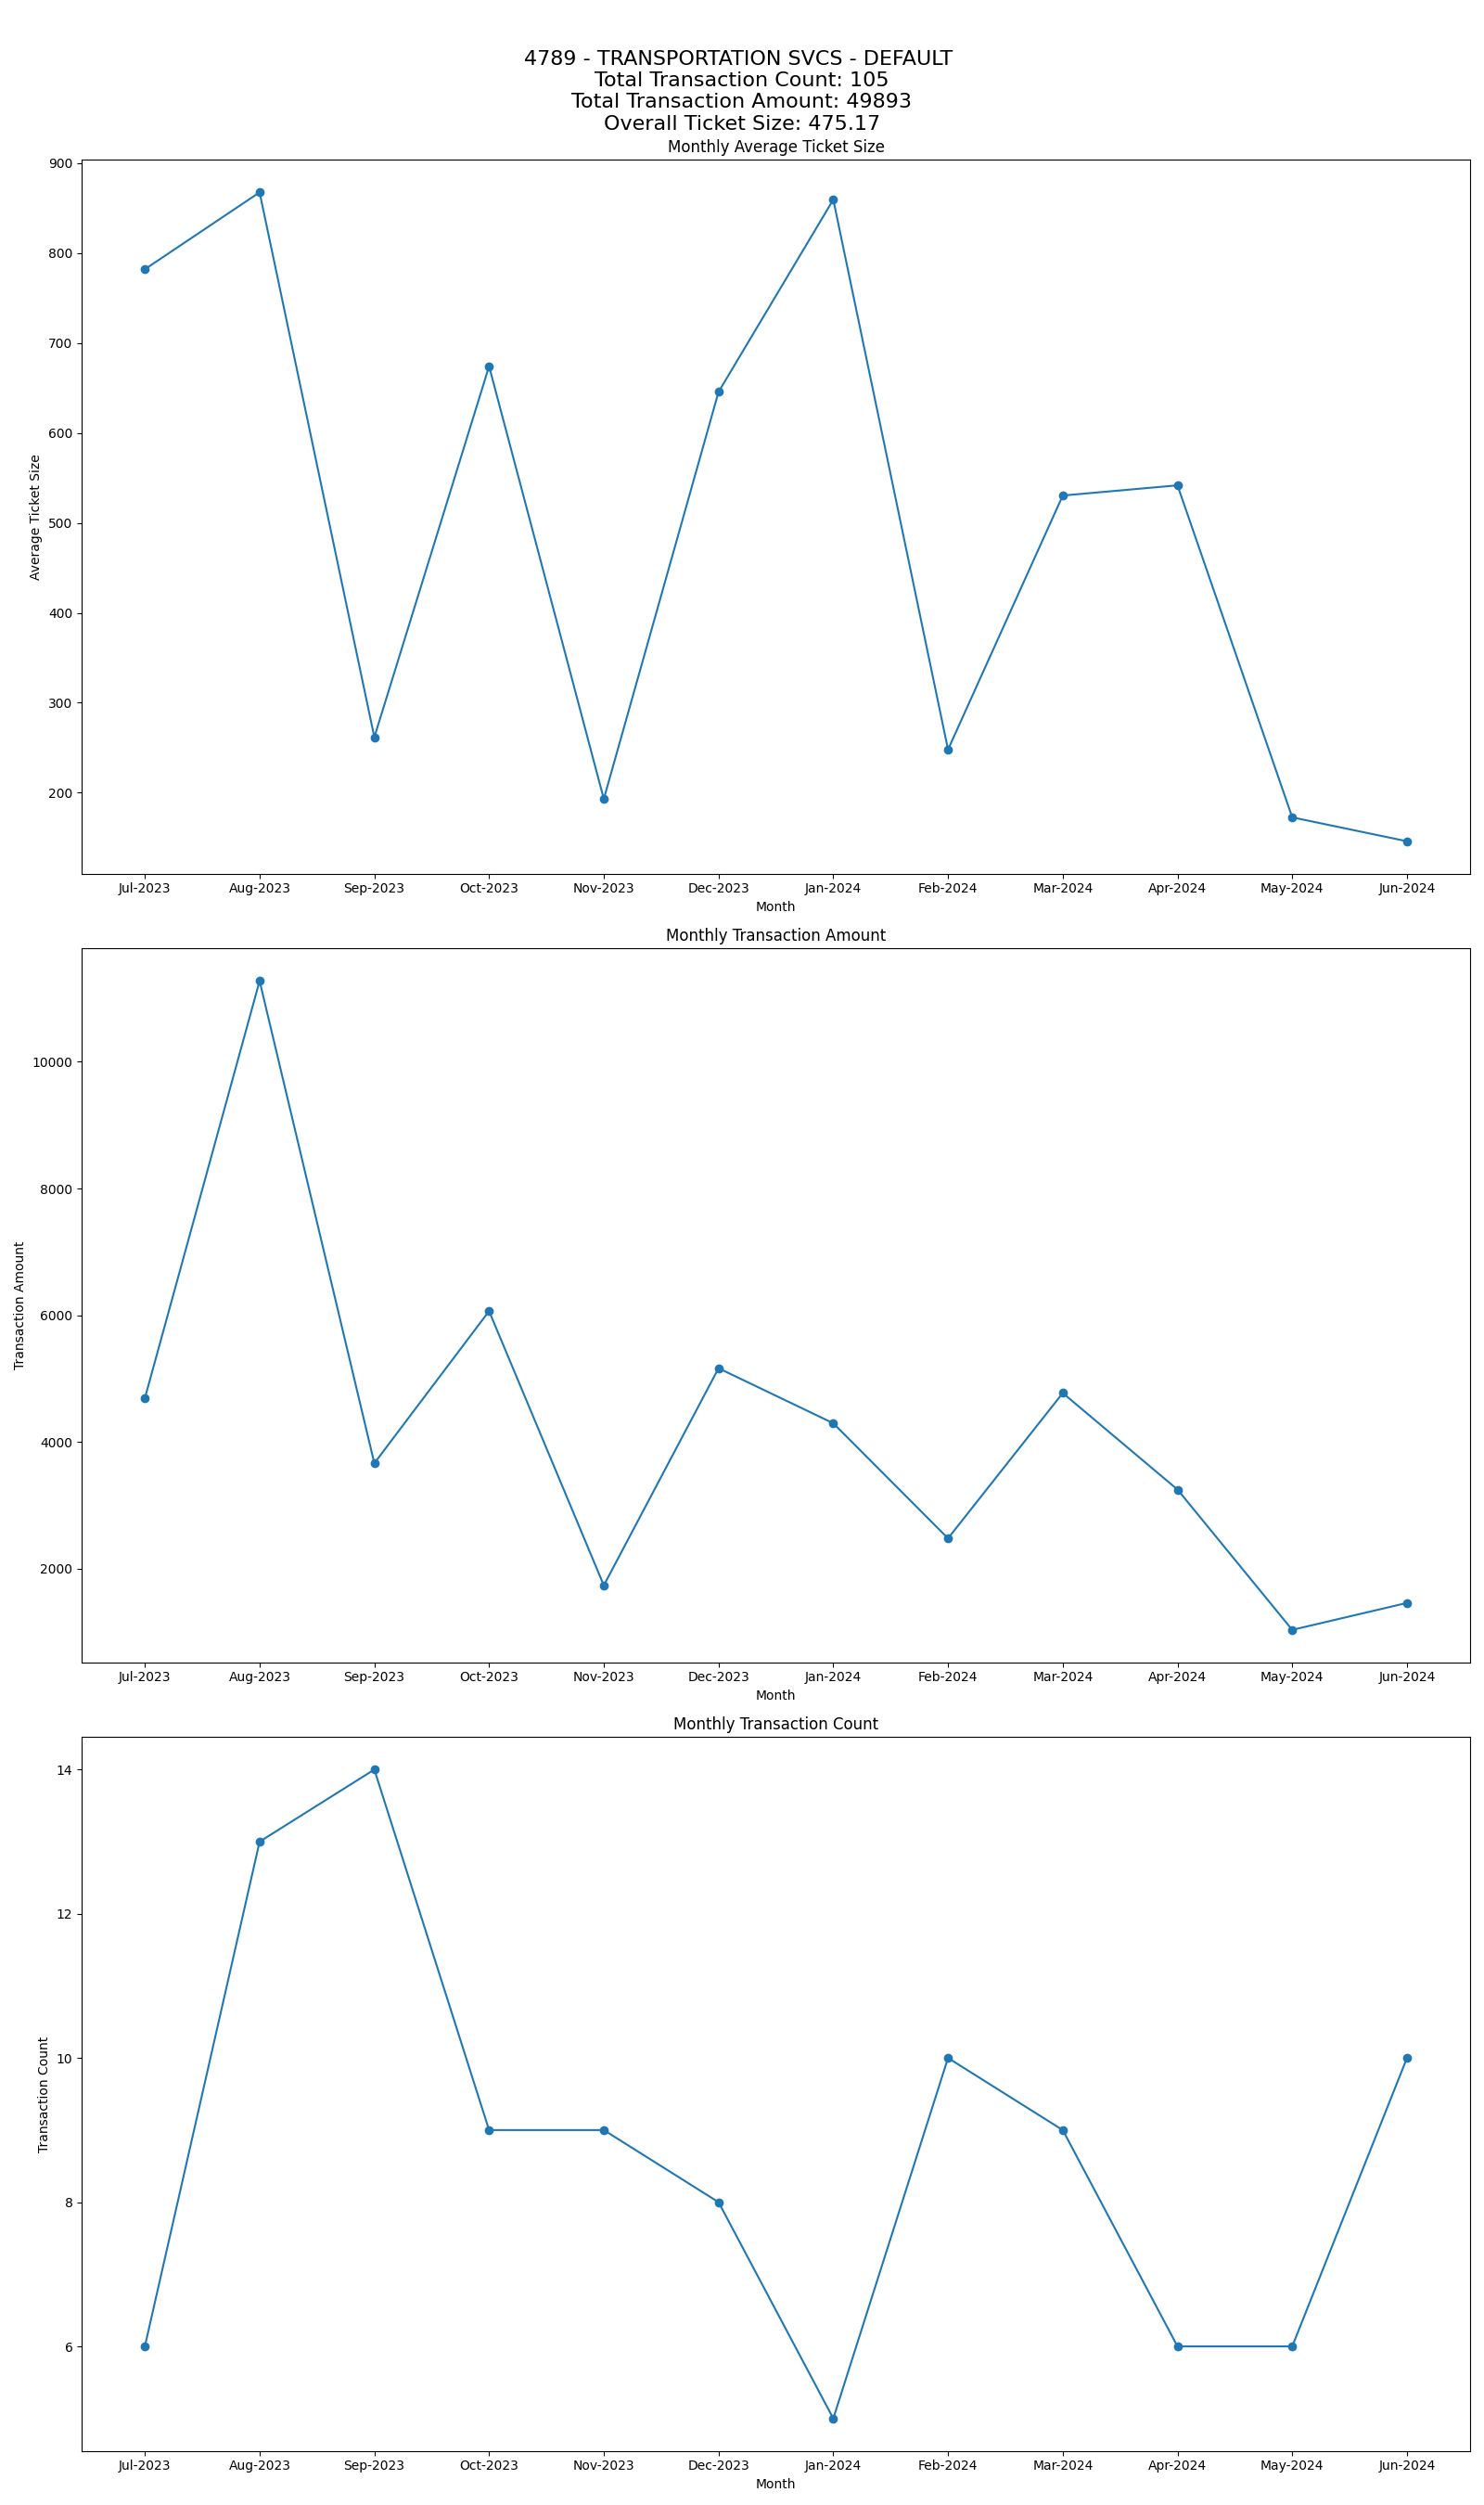 4789 - TRANSPORTATION SVCS - DEFAULT
Total Transaction Count: 105
Total Transaction Amount: 49893
Overall Ticket Size: 475.17
Monthly Average Ticket Size
900
800
700
600
500
400
300
200
Average Ticket Size
Jul-2023 Aug-2023 Sep-2023 Oct-2023 Nov-2023 Dec-2023 Jan-2024 Feb-2024 Mar-2024 Apr-2024 May-2024 Jun-2024
Month
Monthly Transaction Amount
10000
8000
6000
4000
2000
Transaction Amount
Jul-2023 Aug-2023 Sep-2023 Oct-2023 Nov-2023 Dec-2023 Jan-2024 Feb-2024 Mar-2024 Apr-2024 May-2024 Jun-2024
Month
Monthly Transaction Count
14
12
10
8
6
Transaction Count
Jul-2023 Aug-2023 Sep-2023 Oct-2023 Nov-2023 Dec-2023 Jan-2024 Feb-2024 Mar-2024 Apr-2024 May-2024 Jun-2024
Month